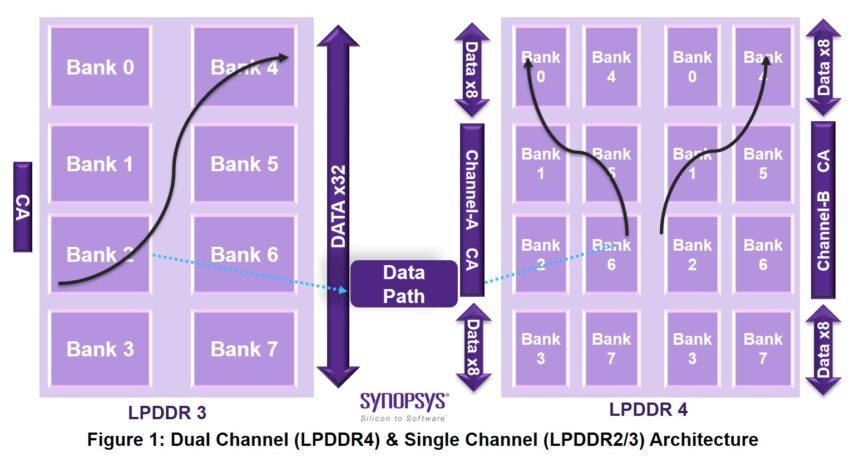 CA
Bank 0
Bank 4
Bank 1
Bank 5
Bank 2
Bank 6
Bank 3
Bank 7
DATA x32
LPDDR 3
Data
Path
SYNOPSYS®
Silicon to Software™
Data x8
Channel-A CA
Data x8
Bank
0
Bank
4
Bank
0
Bank
4
Bank
1
Bank
Bank
1
Bank
5
Bank
2
Bank
6
Bank
2
Bank
6
Bank
3
Bank
7
Bank
3
Bank
7
Data x8
Channel-B CA
Data x8
LPDDR 4
Figure 1: Dual Channel (LPDDR4) & Single Channel (LPDDR2/3) Architecture